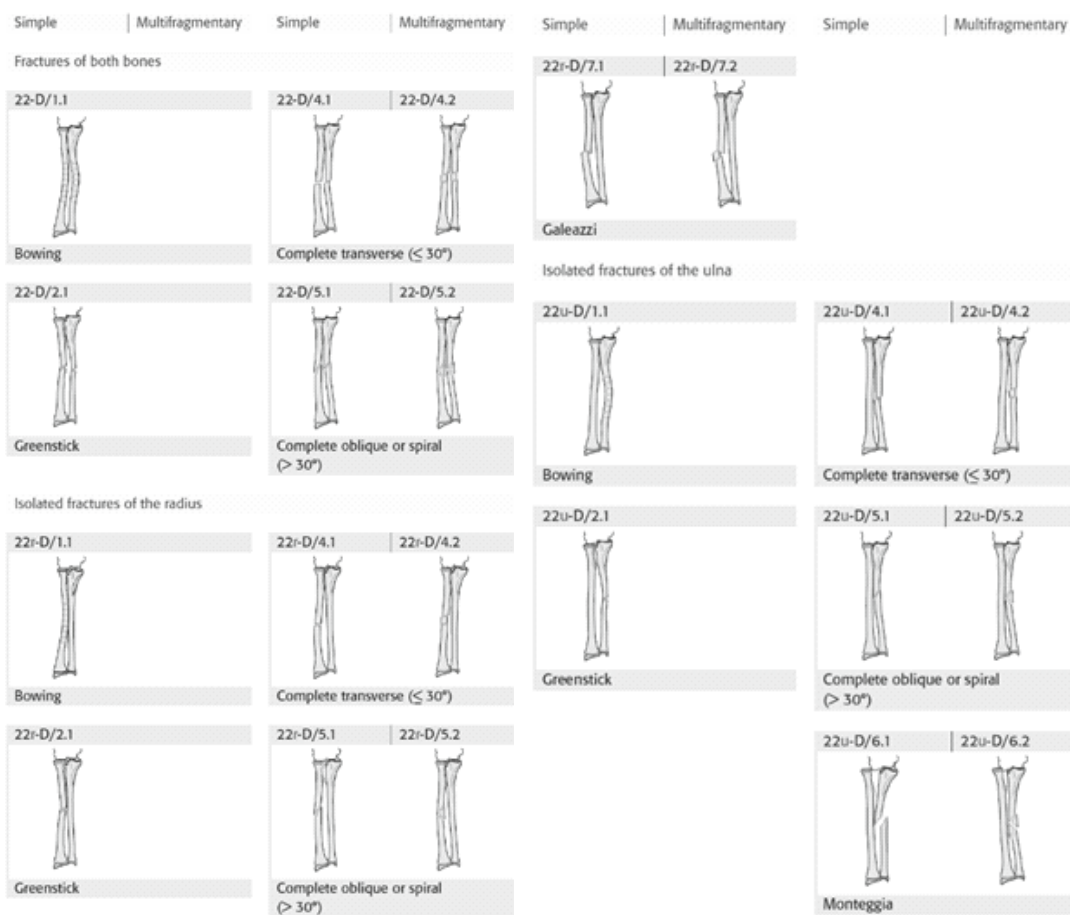 Simple | Multifragmentary Simple | Multifragmentary
Fractures of both bones
22-D/1.1
Bowing
22-D/4.1 | 22-D/4.2
Complete transverse (≤ 30°)
22-D/2.1
Greenstick
22-D/5.1 | 22-D/5.2
Complete oblique or spiral
(> 30°)
Isolated fractures of the radius
22r-D/1.1
Bowing
22r-D/4.1 | 22r-D/4.2
Complete transverse (≤ 30°)
22r-D/2.1
Greenstick
22r-D/5.1 | 22r-D/5.2
Complete oblique or spiral
(> 30°)
Simple | Multifragmentary Simple | Multifragmentary
22r-D/7.1 | 22r-D/7.2
Galeazzi
Isolated fractures of the ulna
22u-D/1.1
Bowing
22u-D/4.1 | 22u-D/4.2
Complete transverse (≤ 30°)
22u-D/2.1
Greenstick
22u-D/5.1 | 22u-D/5.2
Complete oblique or spiral
(> 30°)
22u-D/6.1 | 22u-D/6.2
Monteggia